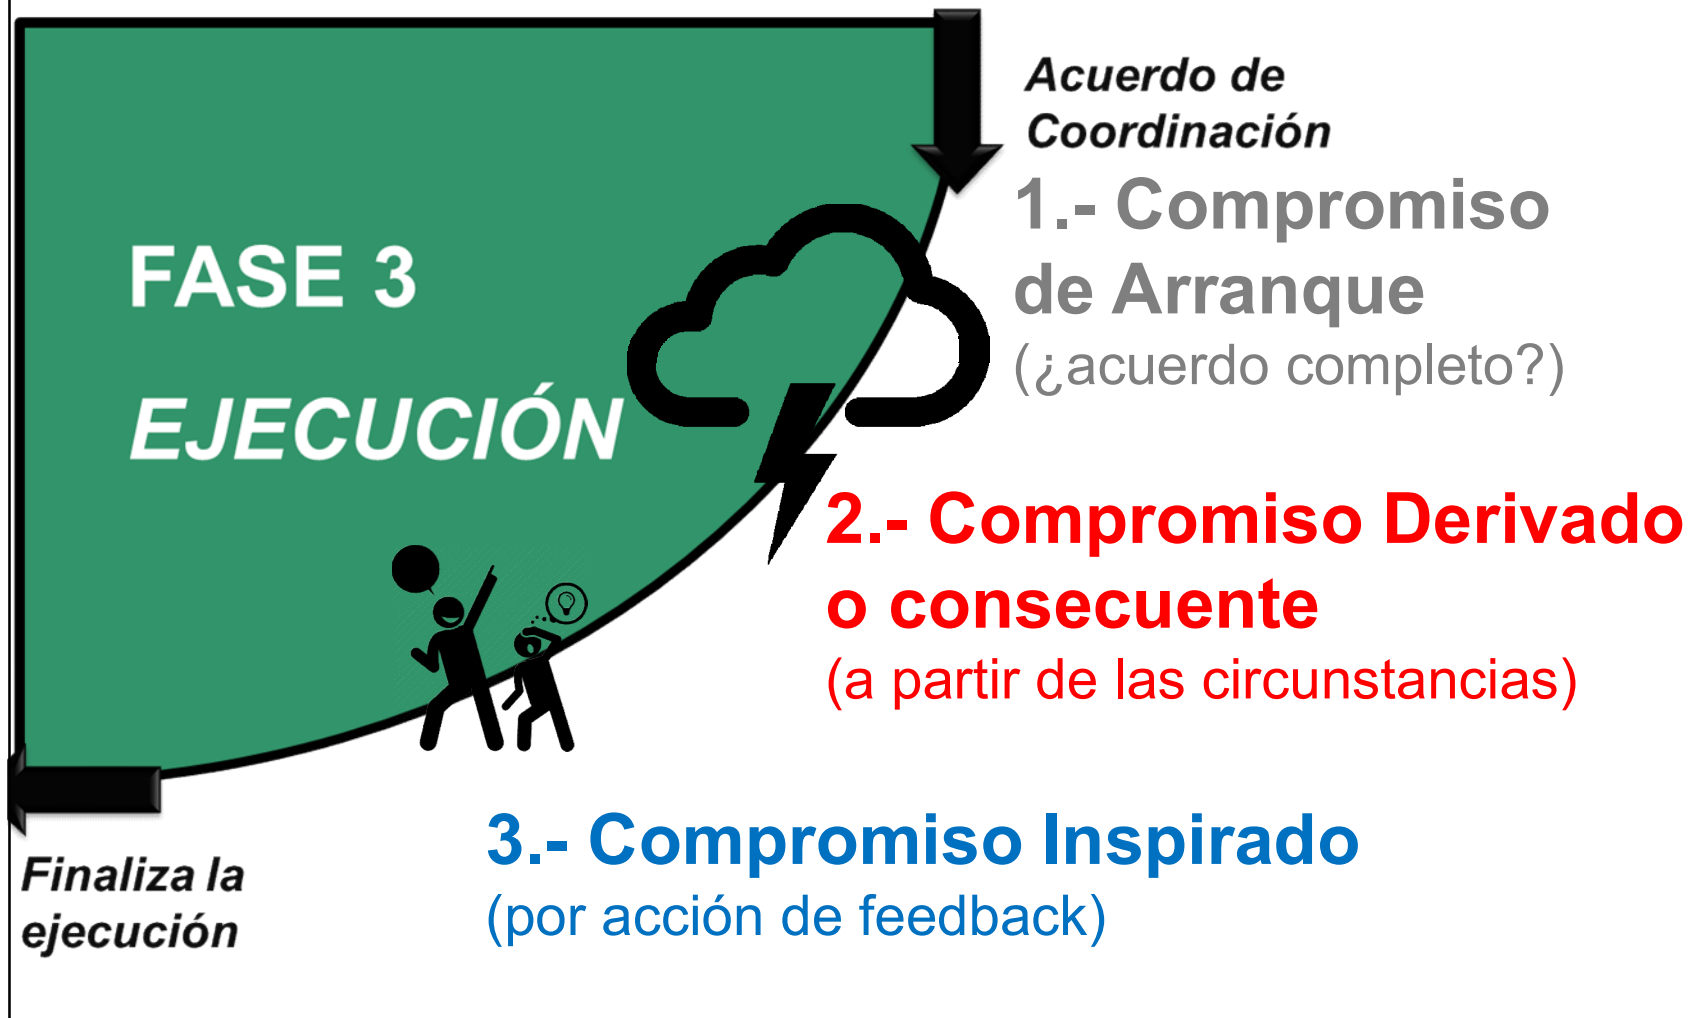 FASE 3
EJECUCIÓN
Acuerdo de
Coordinación
1.- Compromiso
de Arranque
(¿acuerdo completo?)
2.- Compromiso Derivado
o consecuente
(a partir de las circunstancias)
3.- Compromiso Inspirado
(por acción de feedback)
Finaliza la
ejecución